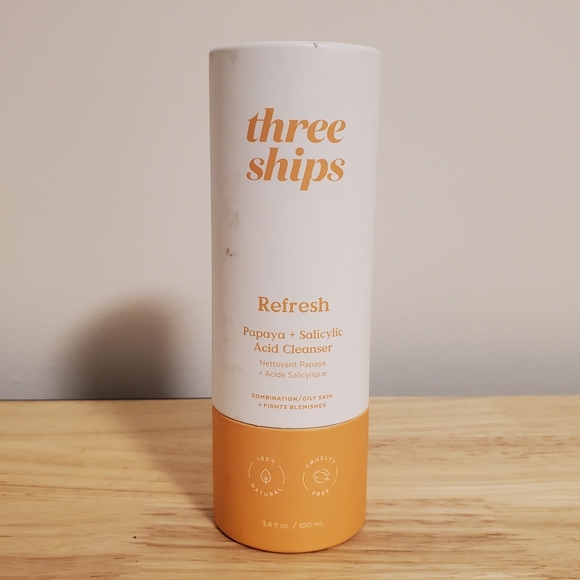 three
ships
Refresh
Papaya + Salicylic
Acid Cleanser
Nettoyant Papaye
+ Acide Salicylique
COMBINATION/OILY SKIN
+ FIGHTS BLEMISHES
100%
NATURAL
CRUELTY
FREE
3.4 fl oz. / 100 mL